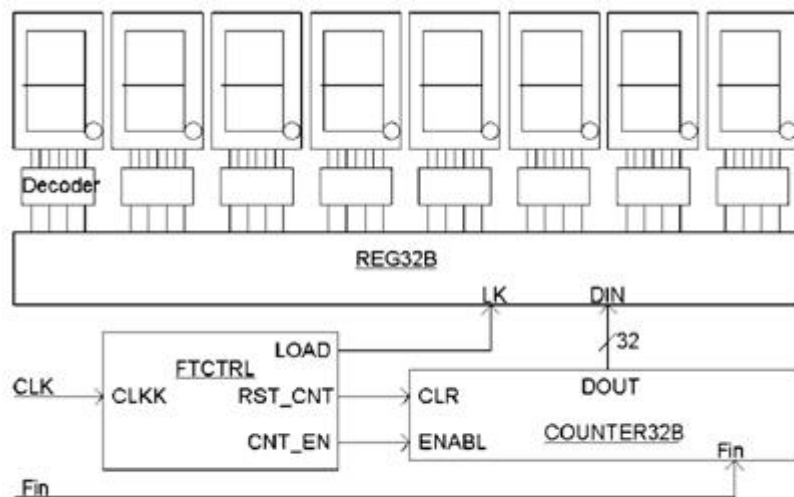 Decoder
REG32B
LK DIN
LOAD
32
FTCTRL
CLK
CLKK
RST_CNT
CLR
DOUT
CNT_EN
ENABL
COUNTER32B
Fin
Fin